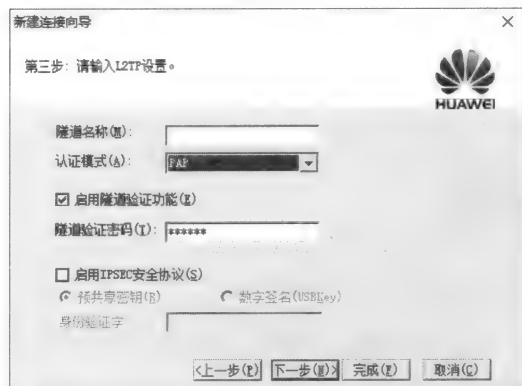 新建连接向导
第三步：请输入L2TP设置。
HUAWEI
隧道名称(N):
认证模式(A): PAP
启用隧道验证功能(E)
隧道验证密码(T): ******
启用IPSEC安全协议(S)
预共享密钥(R) 数字签名(USBKey)
身份验证字
<上一步(P) 下一步(N)> 完成(F) 取消(C)